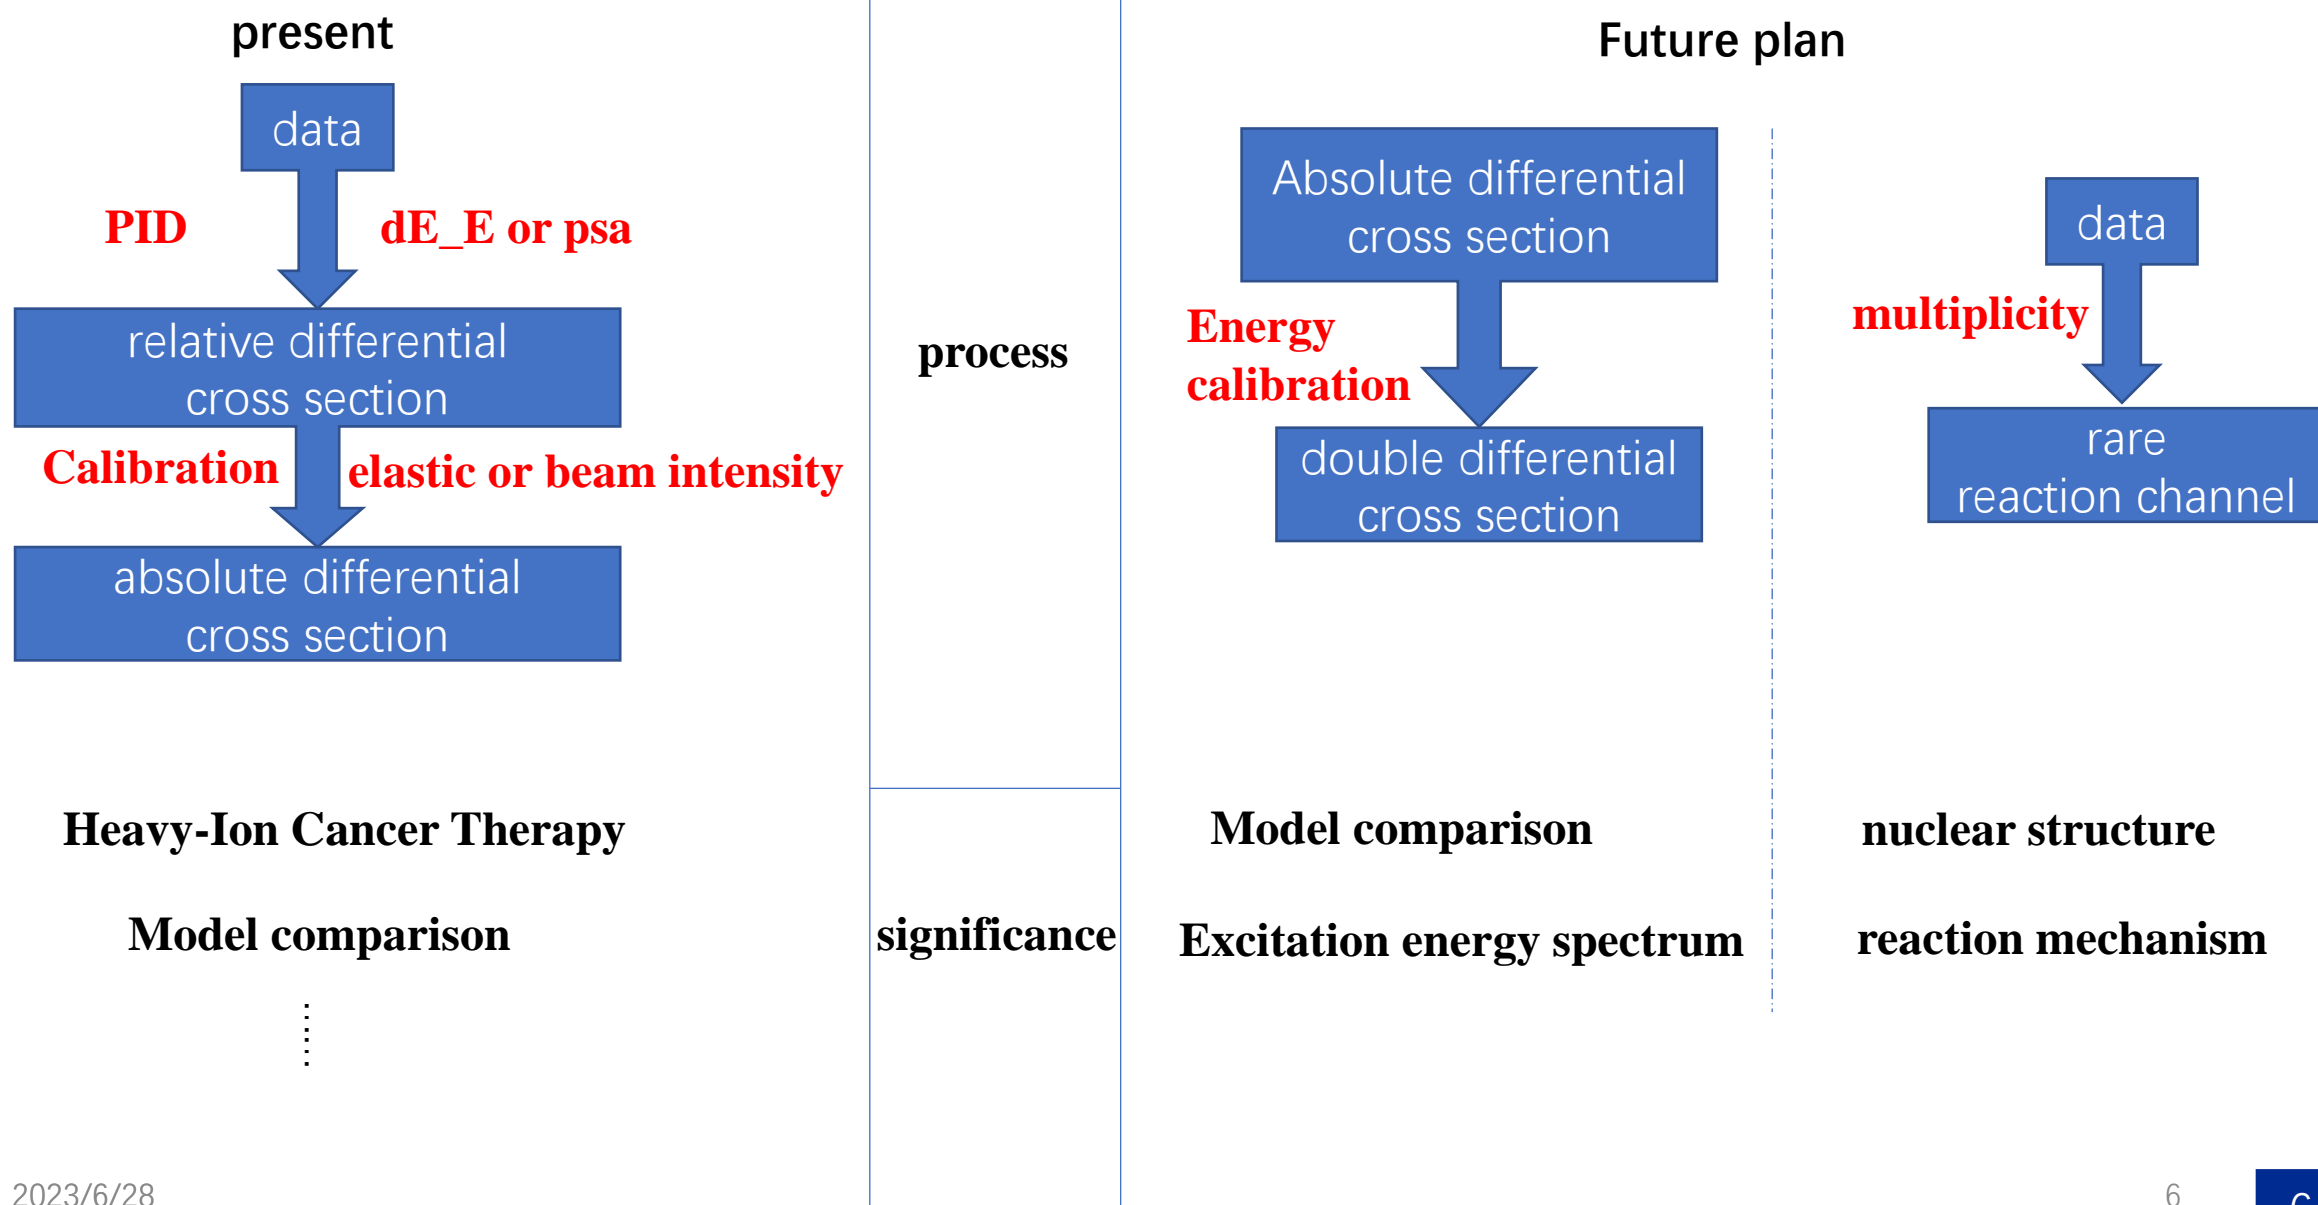 present
data
PID
dE_E or psa
relative differential
cross section
Calibration
elastic or beam intensity
absolute differential
cross section
Heavy-Ion Cancer Therapy
Model comparison
......
process
significance
Future plan
Absolute differential
cross section
Energy
calibration
double differential
cross section
Model comparison
Excitation energy spectrum
data
multiplicity
rare
reaction channel
nuclear structure
reaction mechanism
2023/6/28
6